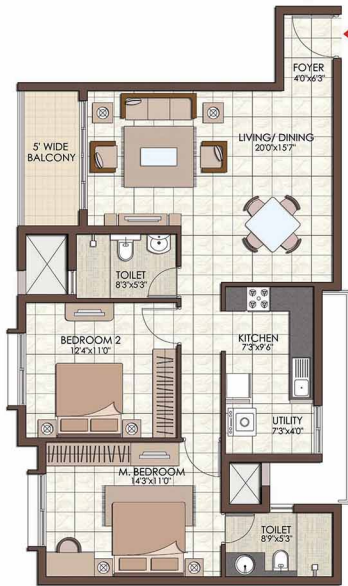 FOYER
4'0"x6'3"
LIVING/ DINING
20'0"x15'7"
5' WIDE
BALCONY
TOILET
8'3"x5'3"
KITCHEN
7'3"x9'6"
BEDROOM 2
12'4"x11'0"
UTILITY
7'3"x4'0"
M. BEDROOM
14'3"x11'0"
TOILET
8'9"x5'3"